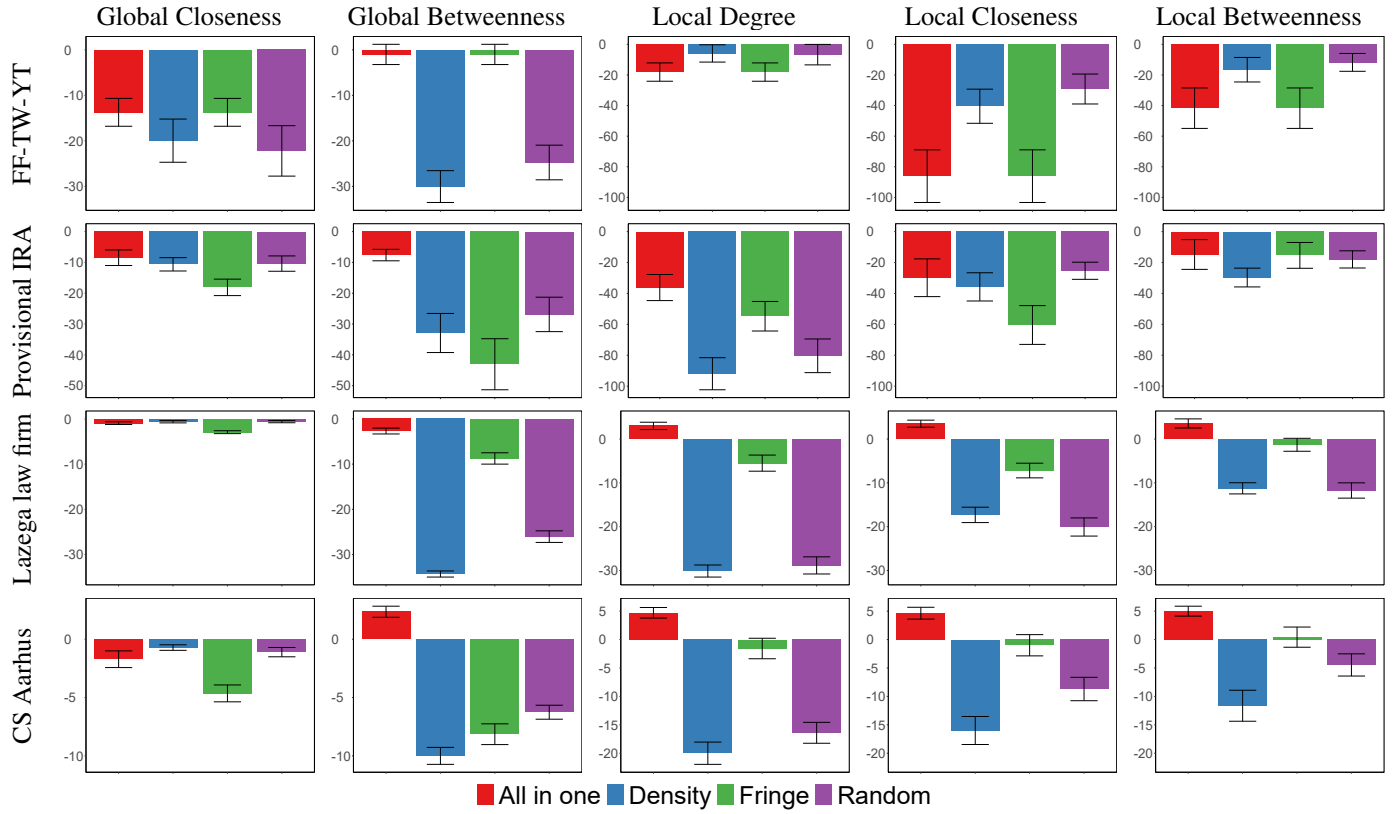 Global Closeness Global Betweenness Local Degree Local Closeness Local Betweenness
FF-TW-YT
0 -10 -20 -30
0 -10 -20 -30
0 -20 -40 -60 -80 -100
0 -20 -40 -60 -80 -100
0 -20 -40 -60 -80 -100
Provisional IRA
0 -10 -20 -30 -40 -50
0 -10 -20 -30 -40 -50
0 -20 -40 -60 -80 -100
0 -20 -40 -60 -80 -100
0 -20 -40 -60 -80 -100
Lazega law firm
0 -10 -20 -30
0 -10 -20 -30
0 -10 -20 -30
0 -10 -20 -30
0 -10 -20 -30
CS Aarhus
0 -5 -10
0 -5 -10
5 0 -5 -10 -15 -20
5 0 -5 -10 -15 -20
5 0 -5 -10 -15 -20
All in one Density Fringe Random